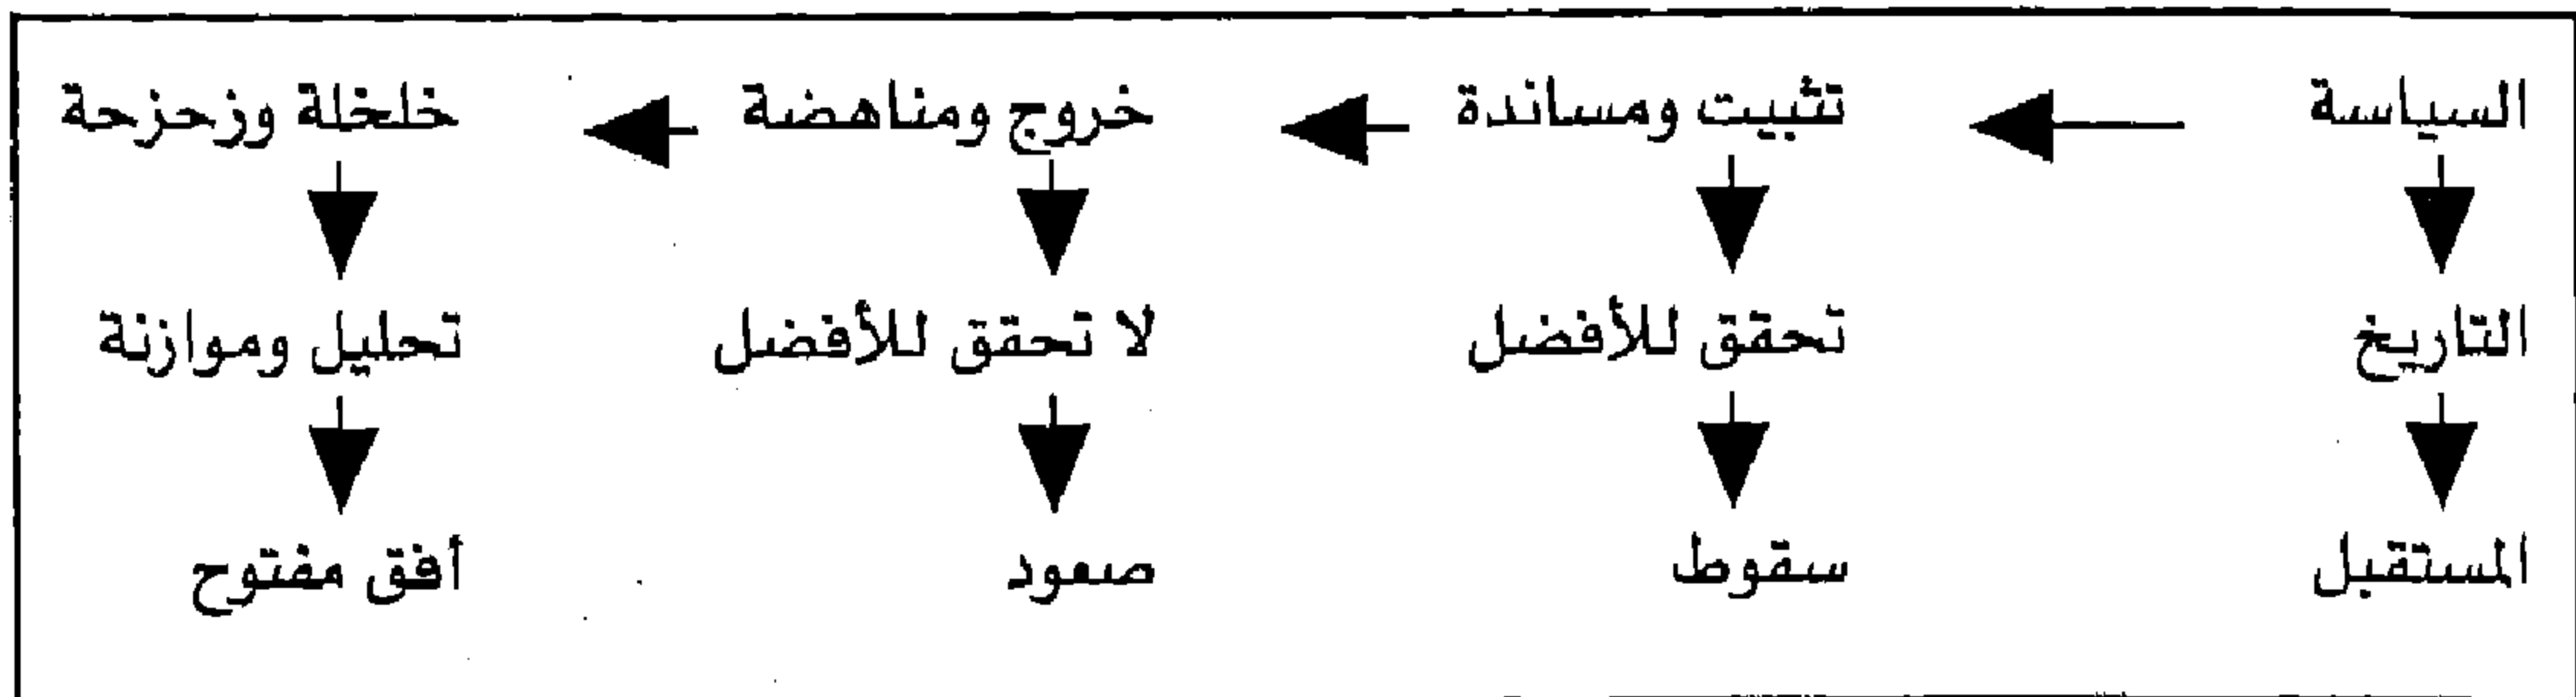 السياسة تثبيت ومساندة خروج ومناهضة خلخلة وزحزحة
التاريخ تحقق للأفضل لا تحقق للأفضل تحليل وموازنة
المستقبل سقوط صعود أفق مفتوح